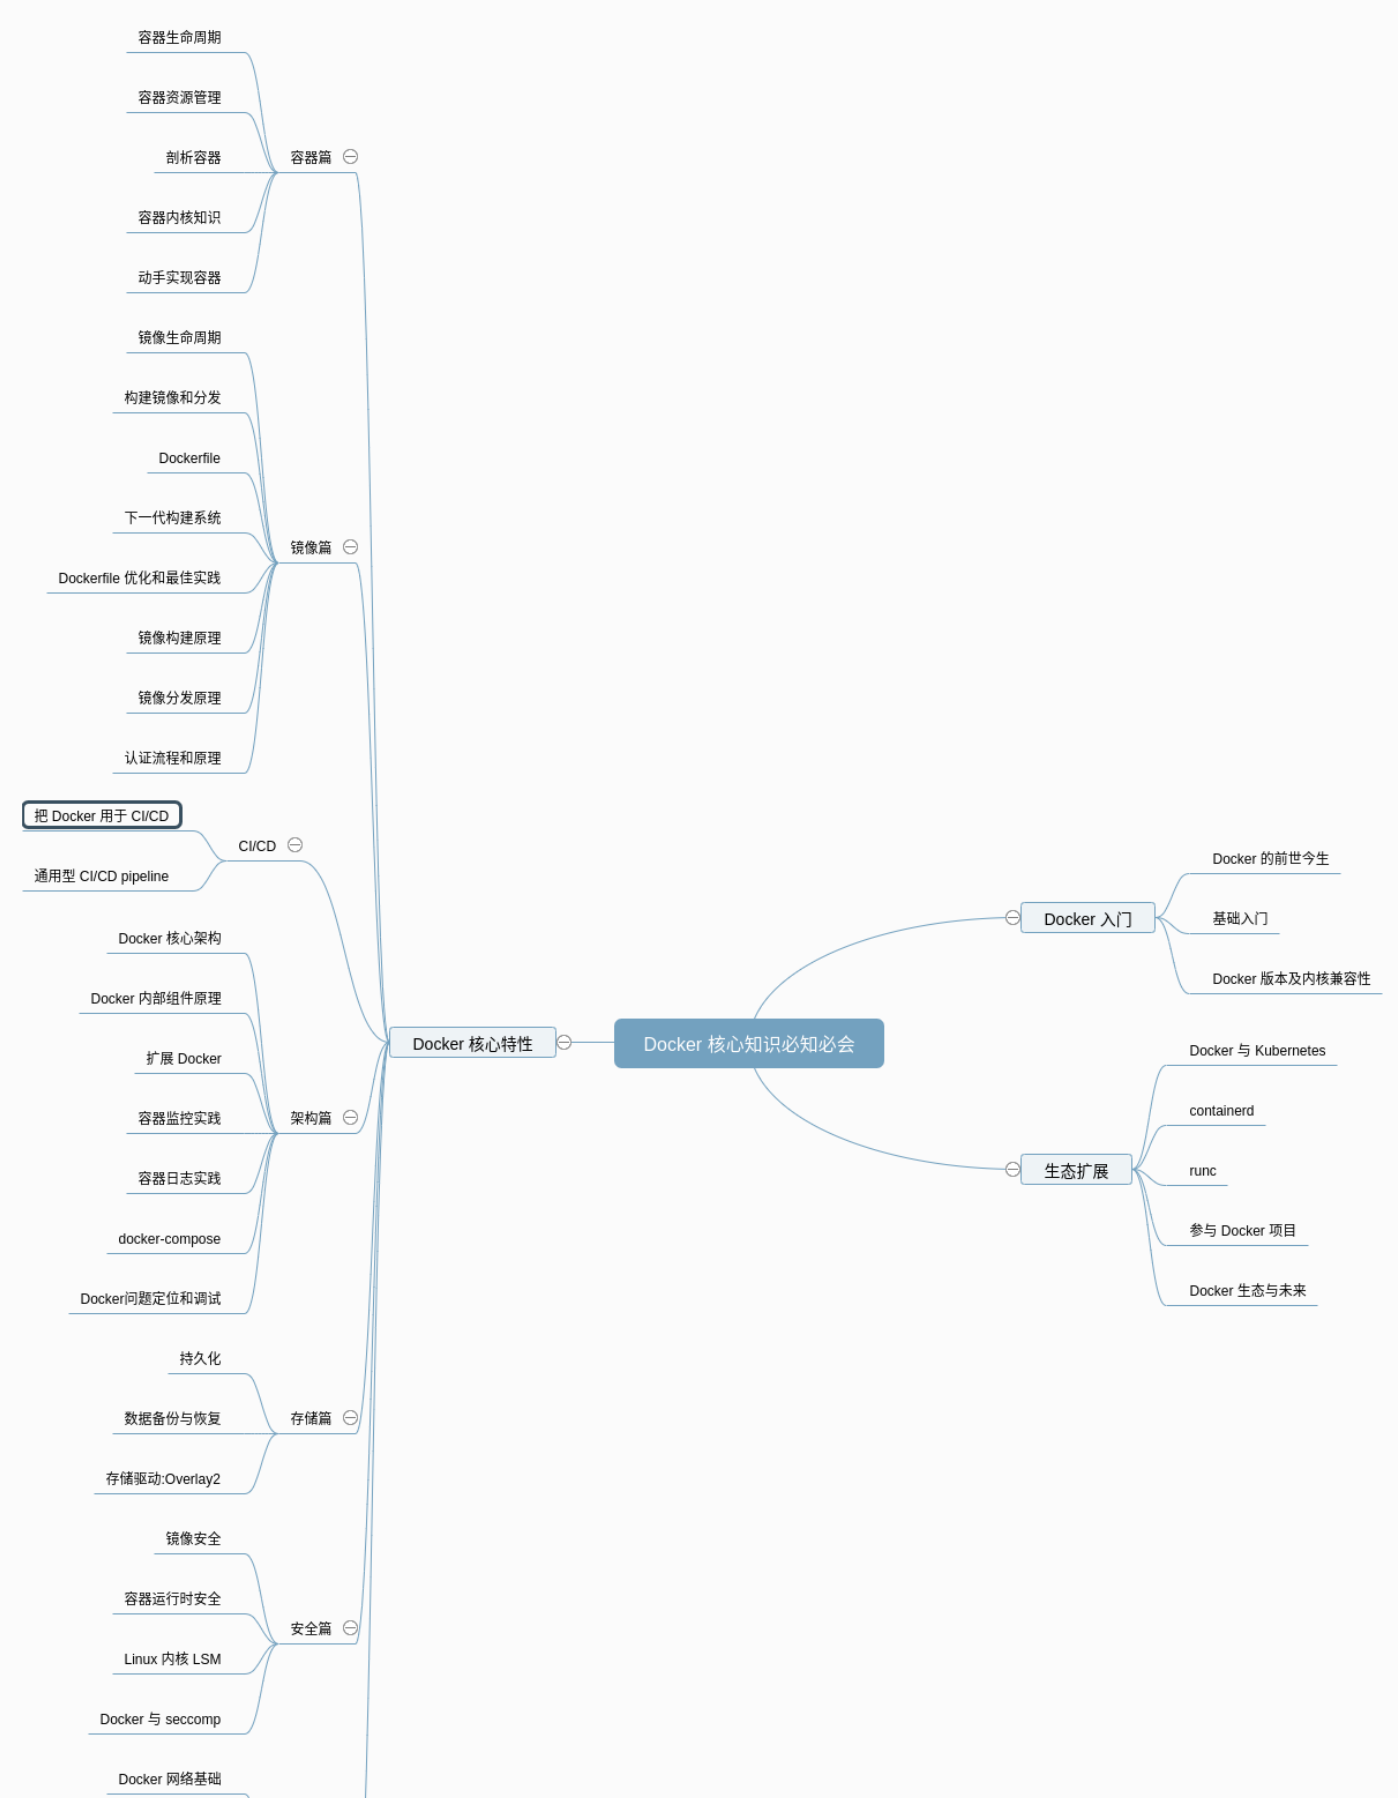 容器生命周期
容器资源管理
剖析容器
容器篇
容器内核知识
动手实现容器
镜像生命周期
构建镜像和分发
Dockerfile
下一代构建系统
镜像篇
Dockerfile 优化和最佳实践
镜像构建原理
镜像分发原理
认证流程和原理
把 Docker 用于 CI/CD
CI/CD
通用型 CI/CD pipeline
Docker 核心架构
Docker 内部组件原理
扩展 Docker
容器监控实践
架构篇
容器日志实践
docker-compose
Docker问题定位和调试
持久化
数据备份与恢复
存储篇
存储驱动:Overlay2
镜像安全
容器运行时安全
安全篇
Linux 内核 LSM
Docker 与 seccomp
Docker 网络基础
Docker 核心特性
Docker 核心知识必知必会
Docker 入门
Docker 的前世今生
基础入门
Docker 版本及内核兼容性
生态扩展
Docker 与 Kubernetes
containerd
runc
参与 Docker 项目
Docker 生态与未来